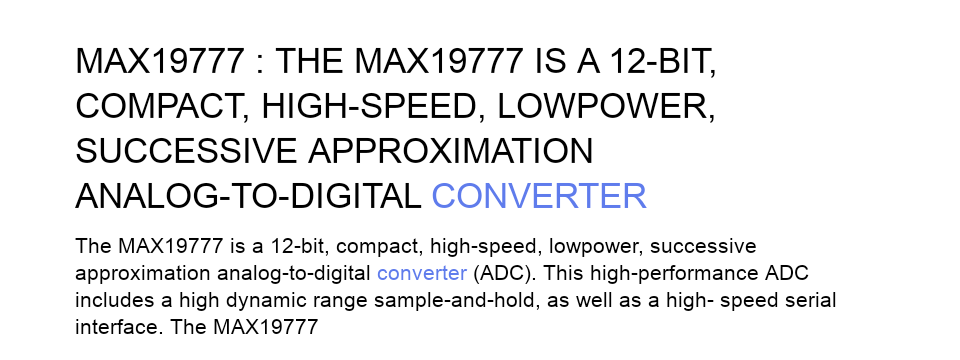 MAX19777 : THE MAX19777 IS A 12-BIT,
COMPACT, HIGH-SPEED, LOWPOWER,
SUCCESSIVE APPROXIMATION
ANALOG-TO-DIGITAL CONVERTER
The MAX19777 is a 12-bit, compact, high-speed, lowpower, successive
approximation analog-to-digital converter (ADC). This high-performance ADC
includes a high dynamic range sample-and-hold, as well as a high- speed serial
interface. The MAX19777